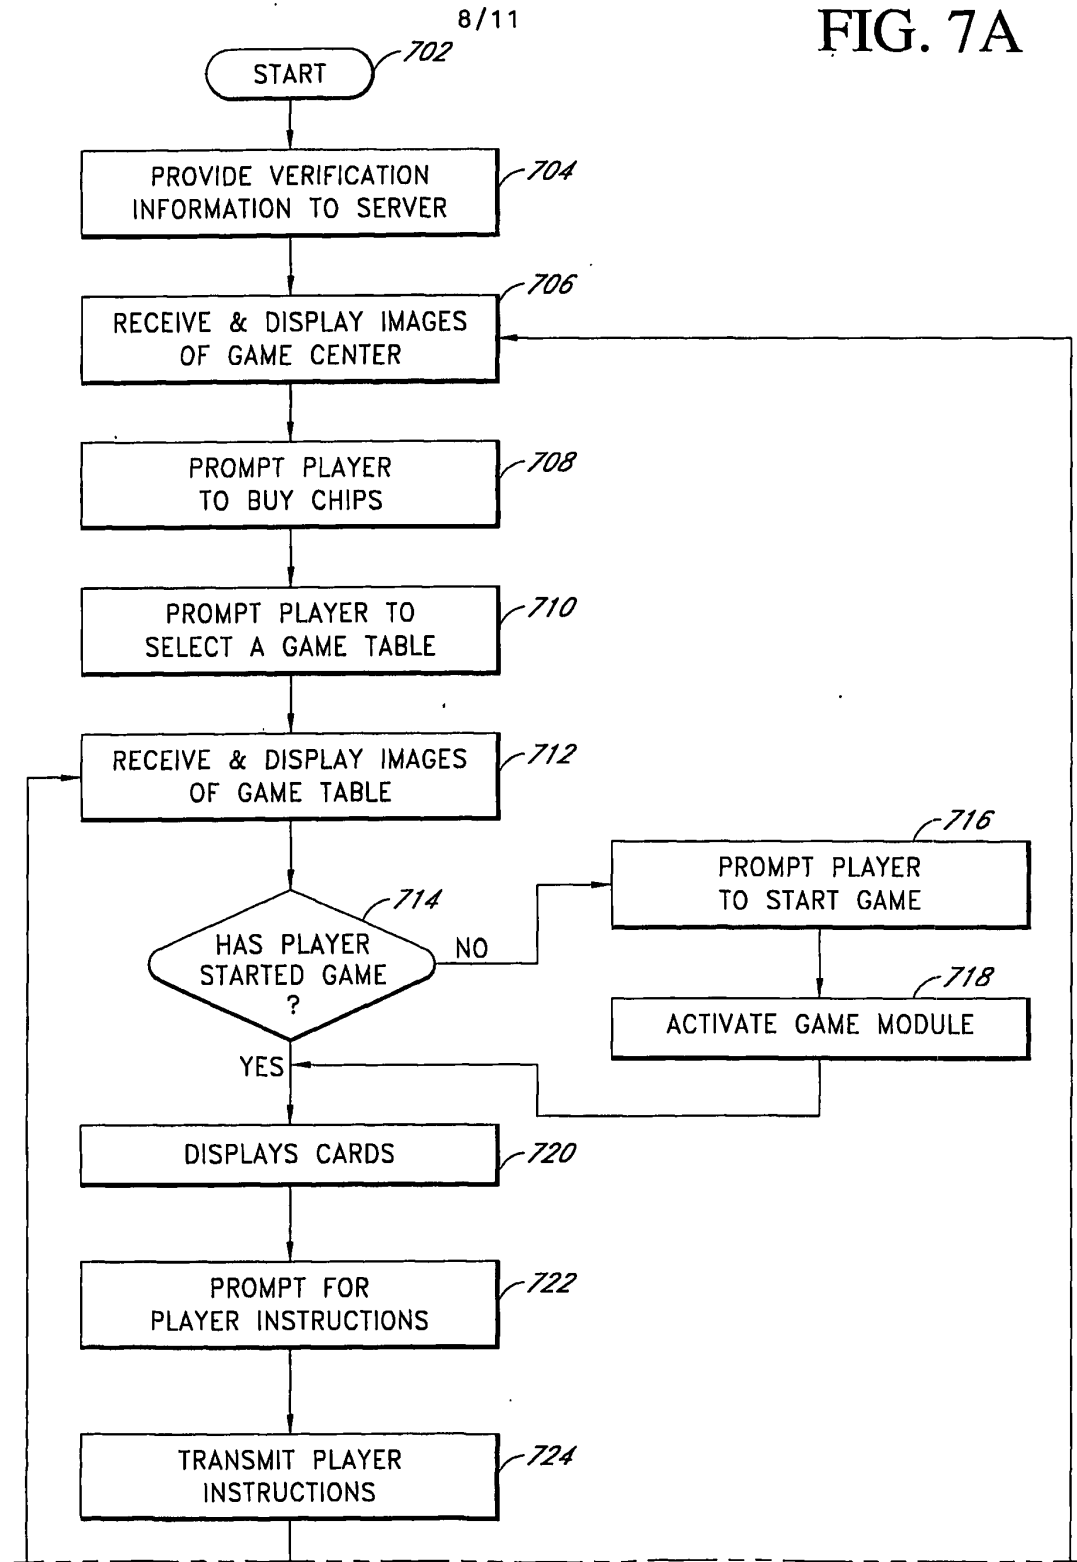 8/11
FIG. 7A
START
702
PROVIDE VERIFICATION
INFORMATION TO SERVER
704
RECEIVE & DISPLAY IMAGES
OF GAME CENTER
706
PROMPT PLAYER
TO BUY CHIPS
708
PROMPT PLAYER TO
SELECT A GAME TABLE
710
RECEIVE & DISPLAY IMAGES
OF GAME TABLE
712
HAS PLAYER
STARTED GAME
?
714
NO
PROMPT PLAYER
TO START GAME
716
ACTIVATE GAME MODULE
718
YES
DISPLAYS CARDS
720
PROMPT FOR
PLAYER INSTRUCTIONS
722
TRANSMIT PLAYER
INSTRUCTIONS
724